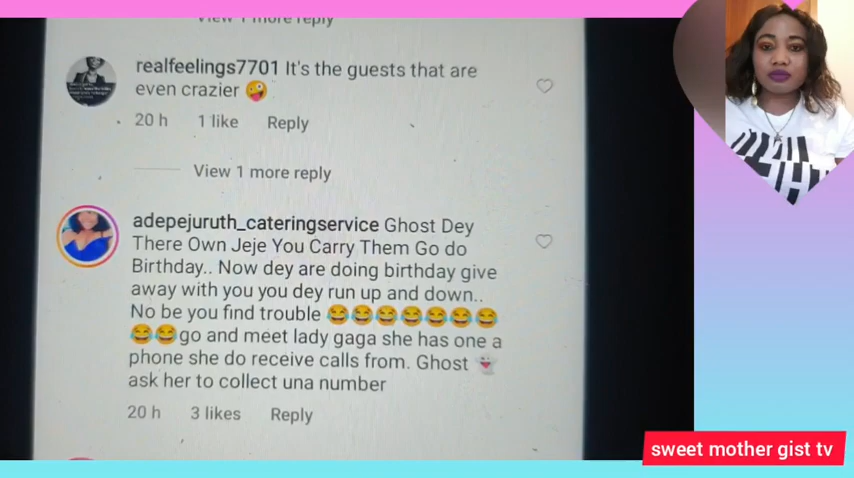 View 1 more reply
realfeelings7701 It's the guests that are
even crazier 🤪
20 h 1 like Reply
View 1 more reply
adepejuruth_cateringservice Ghost Dey
There Own Jeje You Carry Them Go do
Birthday.. Now dey are doing birthday give
away with you you dey run up and down..
No be you find trouble 😂😂😂😂😂😂😂
😂😂go and meet lady gaga she has one a
phone she do receive calls from. Ghost 👻
ask her to collect una number
20 h 3 likes Reply
sweet mother gist tv